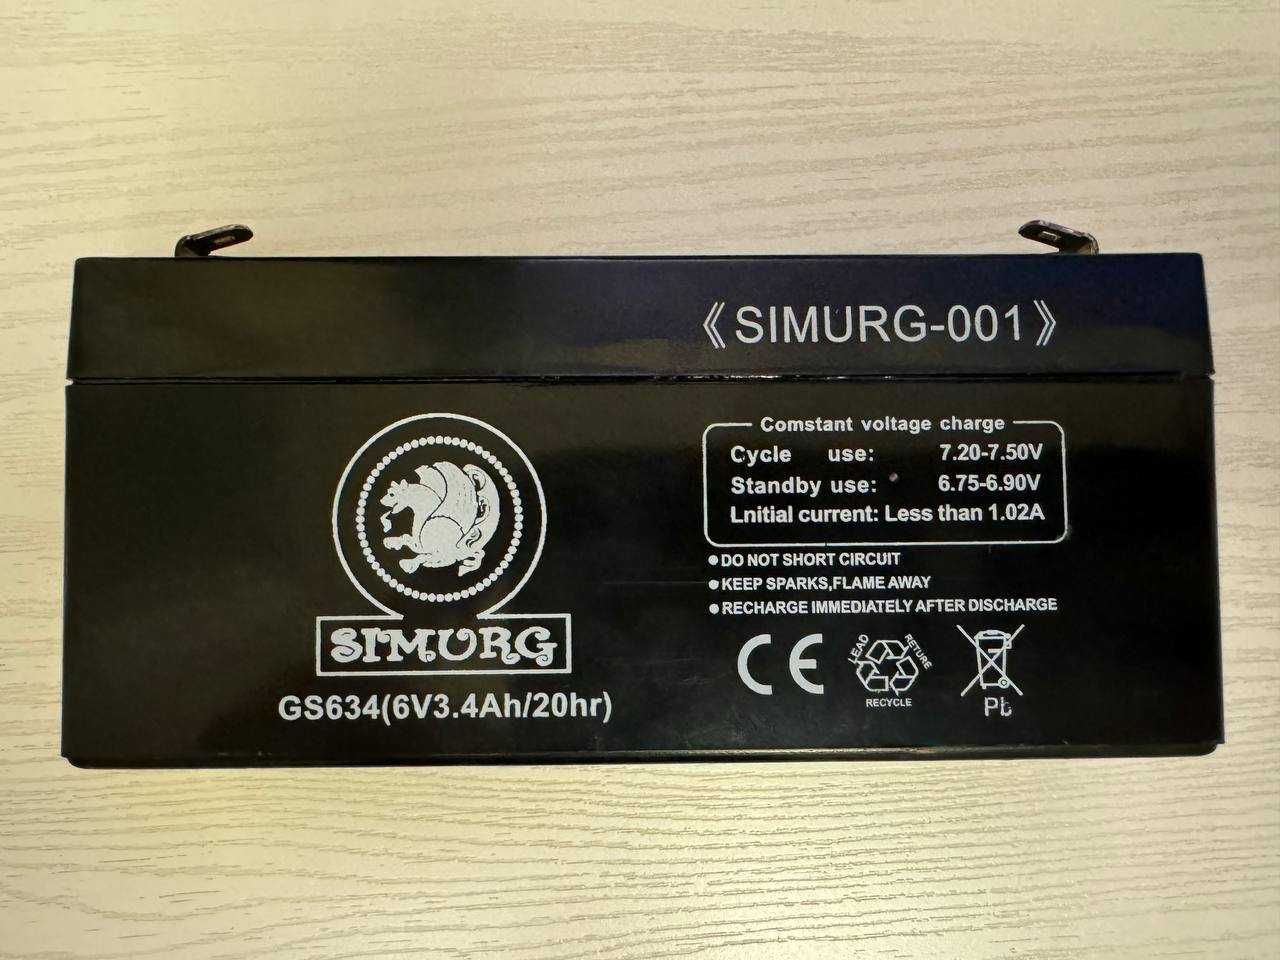 《SIMURG-001》
Comstant voltage charge
Cycle use: 7.20-7.50V
Standby use: 6.75-6.90V
Lnitial current: Less than 1.02A
●DO NOT SHORT CIRCUIT
●KEEP SPARKS,FLAME AWAY
●RECHARGE IMMEDIATELY AFTER DISCHARGE
SIMURG
GS634(6V3.4Ah/20hr)
CE
LEAD RETURE
RECYCLE
Pb